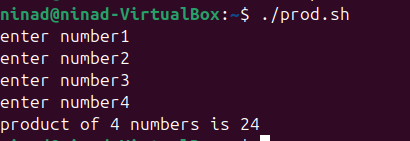 ninad@ninad-VirtualBox:~$ ./prod.sh
enter number1
enter number2
enter number3
enter number4
product of 4 numbers is 24